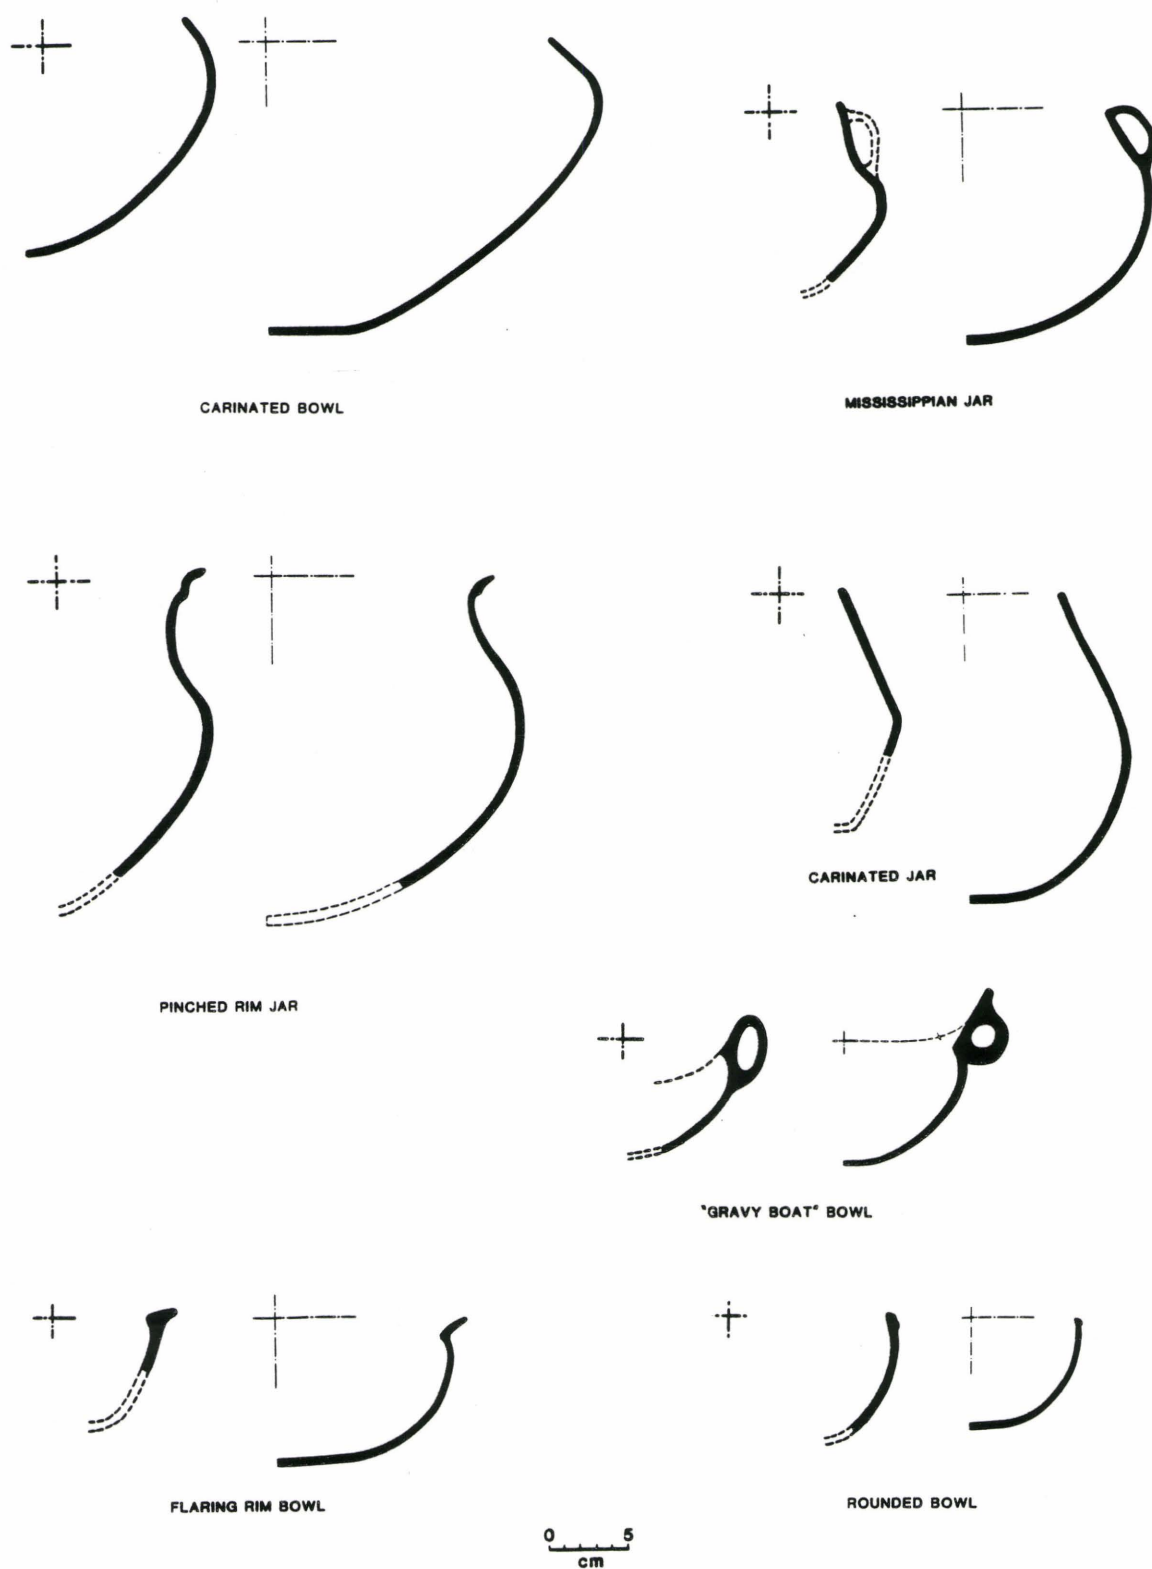 CARINATED BOWL
MISSISSIPPIAN JAR
CARINATED JAR
PINCHED RIM JAR
"GRAVY BOAT" BOWL
FLARING RIM BOWL
ROUNDED BOWL
0 5
cm